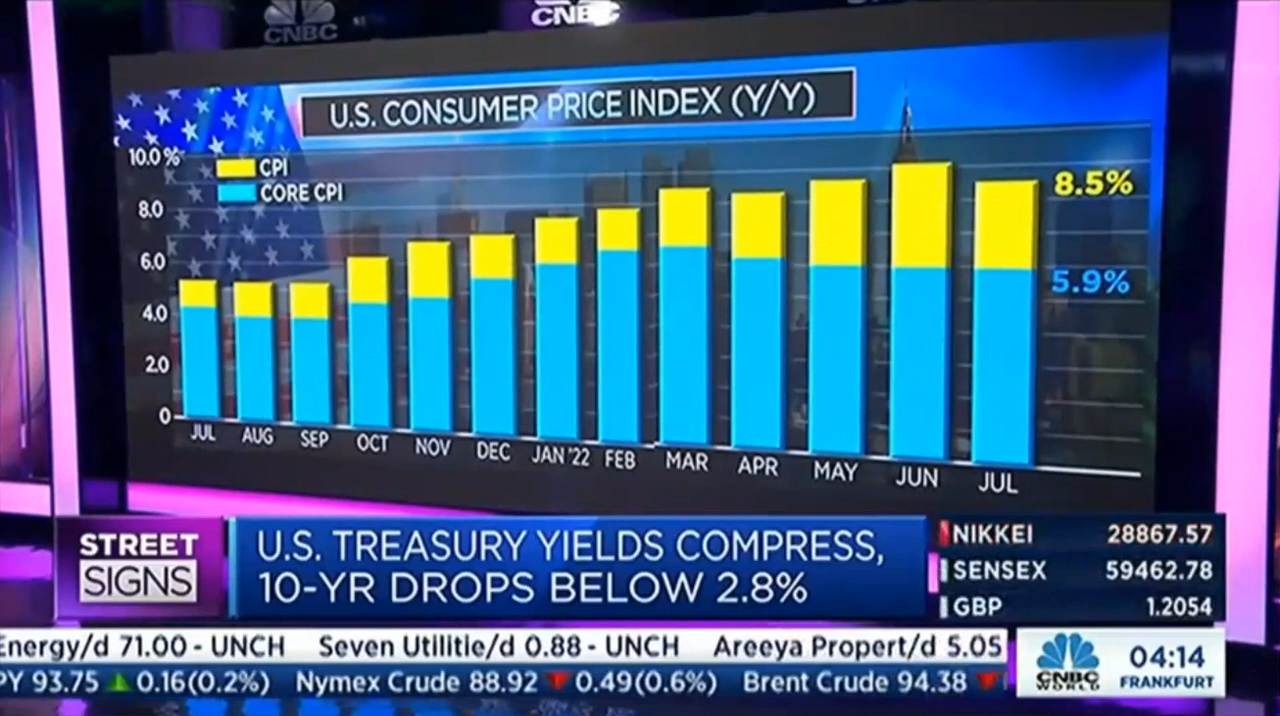 CNBC
CNBC
U.S. CONSUMER PRICE INDEX (Y/Y)
10.0 %
CPI
CORE CPI
8.0
6.0
4.0
2.0
0
8.5%
5.9%
JUL AUG SEP OCT NOV DEC JAN '22 FEB MAR APR MAY JUN JUL
STREET
SIGNS
U.S. TREASURY YIELDS COMPRESS,
10-YR DROPS BELOW 2.8%
NIKKEI 28867.57
SENSEX 59462.78
GBP 1.2054
Energy/d 71.00 - UNCH Seven Utilitie/d 0.88 - UNCH Areeya Propert/d 5.05
PY 93.75 ▲ 0.16(0.2%) Nymex Crude 88.92 ▼ 0.49(0.6%) Brent Crude 94.38 ▼
CNBC
WORLD
04:14
FRANKFURT